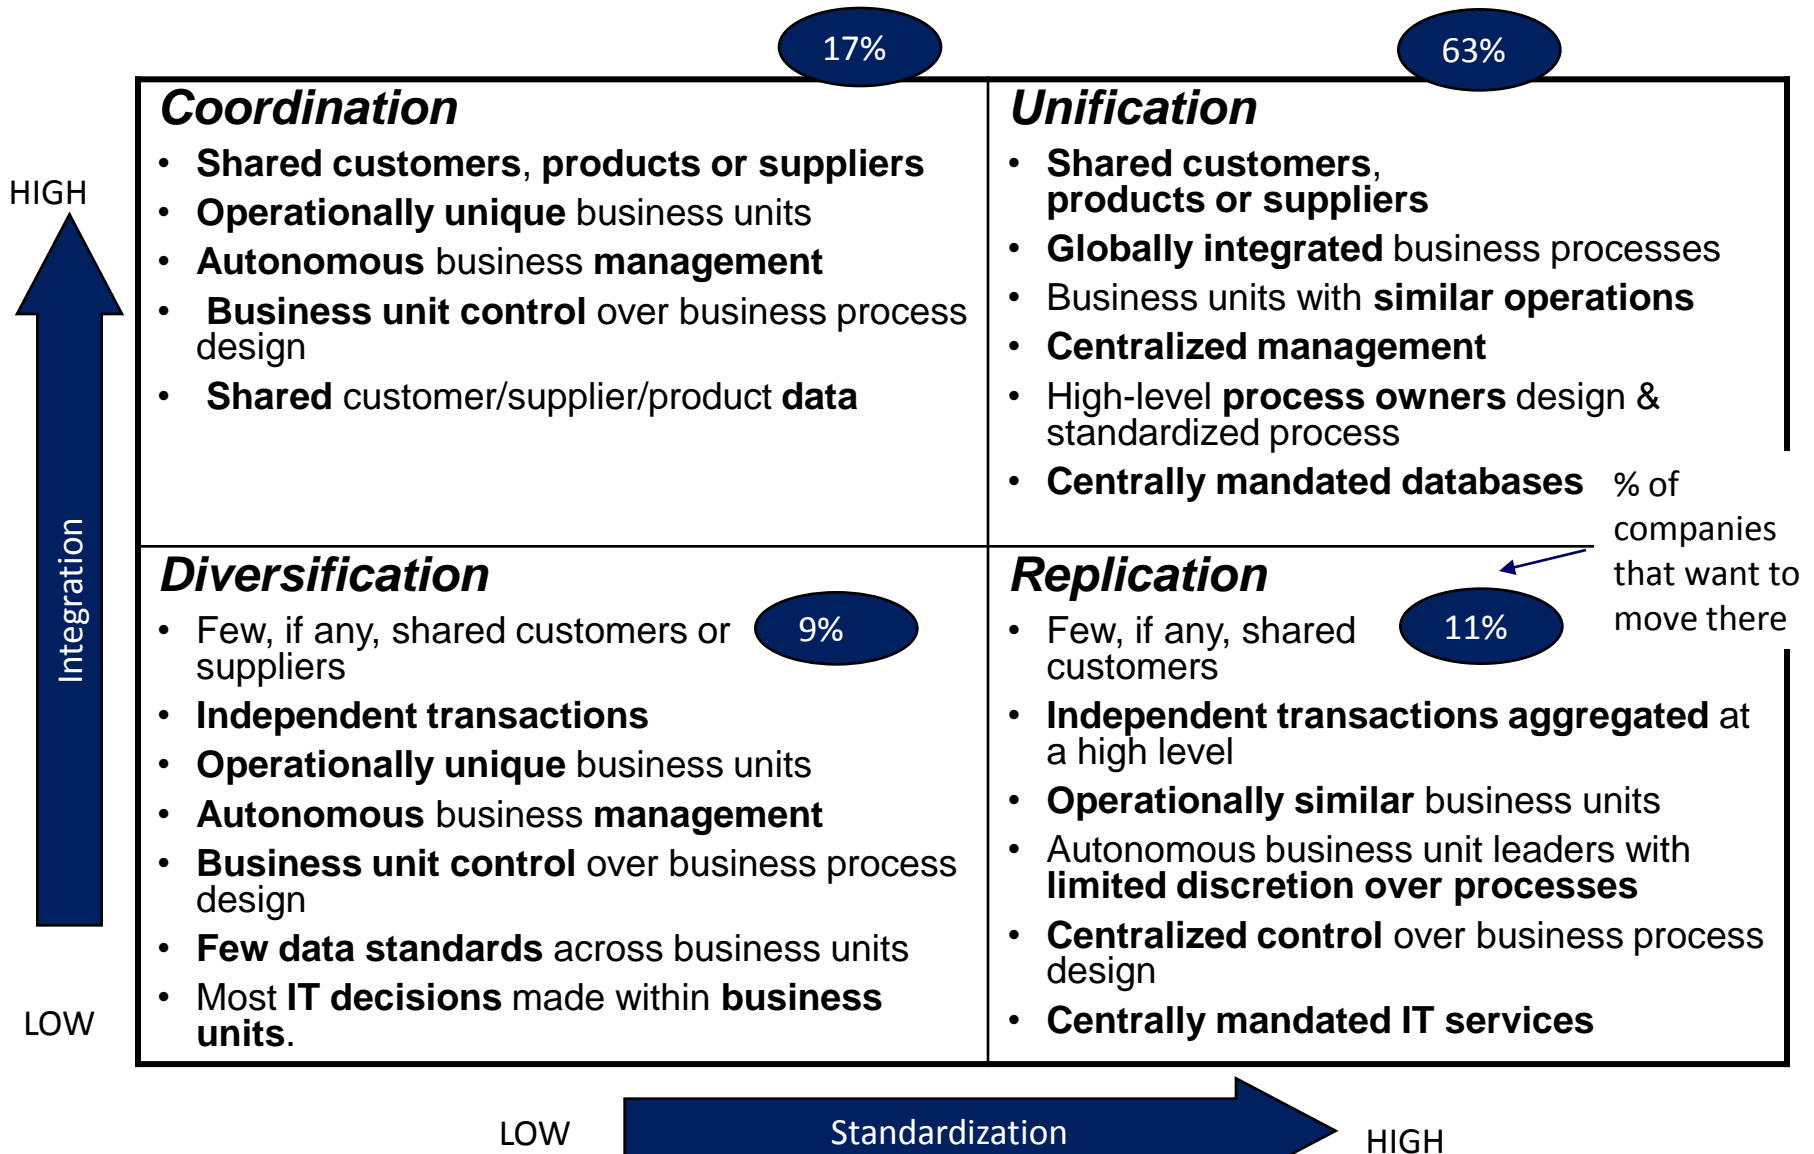 17%
63%
Coordination
• Shared customers, products or suppliers
• Operationally unique business units
• Autonomous business management
• Business unit control over business process
design
• Shared customer/supplier/product data
Unification
• Shared customers,
products or suppliers
• Globally integrated business processes
• Business units with similar operations
• Centralized management
• High-level process owners design &
standardized process
• Centrally mandated databases
% of
companies
that want to
move there
HIGH
Integration
LOW
Diversification
9%
• Few, if any, shared customers or
suppliers
• Independent transactions
• Operationally unique business units
• Autonomous business management
• Business unit control over business process
design
• Few data standards across business units
• Most IT decisions made within business
units.
Replication
11%
• Few, if any, shared
customers
• Independent transactions aggregated at
a high level
• Operationally similar business units
• Autonomous business unit leaders with
limited discretion over processes
• Centralized control over business process
design
• Centrally mandated IT services
LOW
Standardization
HIGH